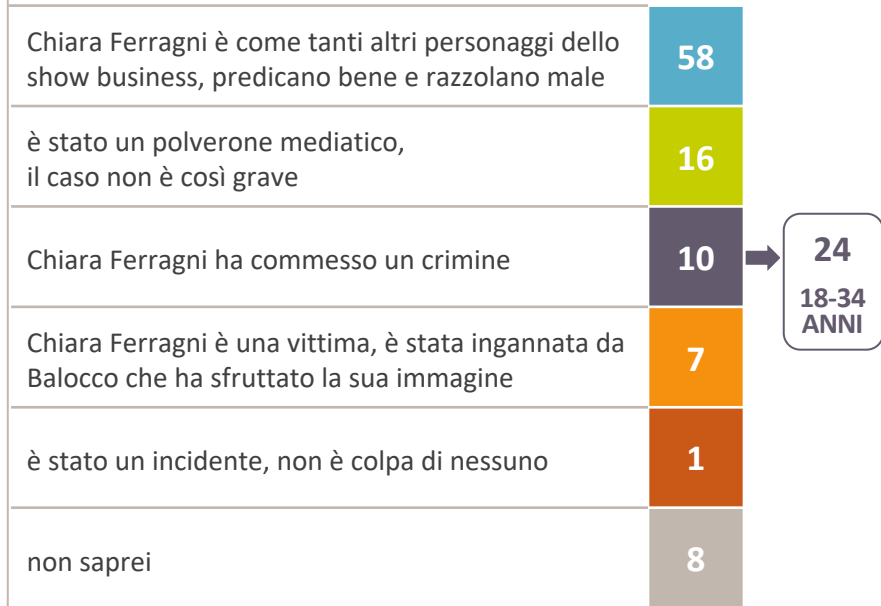 Chiara Ferragni è come tanti altri personaggi dello
show business, predicano bene e razzolano male
58
è stato un polverone mediatico,
il caso non è così grave
16
Chiara Ferragni ha commesso un crimine
10
24
18-34
ANNI
Chiara Ferragni è una vittima, è stata ingannata da
Balocco che ha sfruttato la sua immagine
7
è stato un incidente, non è colpa di nessuno
1
non saprei
8